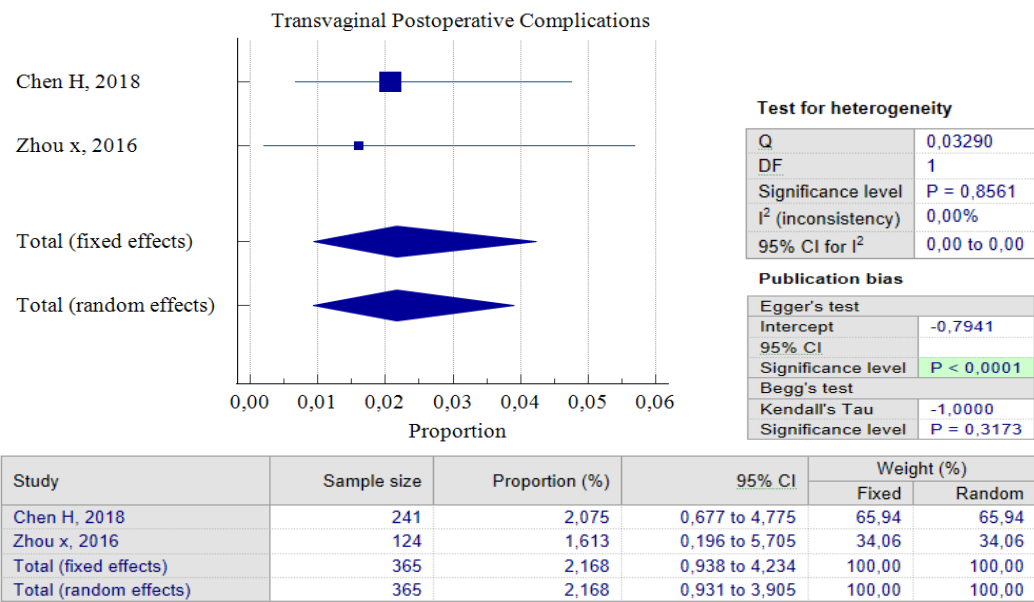 Transvaginal Postoperative Complications
Chen H, 2018
Zhou x, 2016
Total (fixed effects)
Total (random effects)
0,00 0,01 0,02 0,03 0,04 0,05 0,06
Proportion
Test for heterogeneity
Q 0,03290
DF 1
Significance level P = 0,8561
I² (inconsistency) 0,00%
95% CI for I² 0,00 to 0,00
Publication bias
Egger's test
Intercept -0,7941
95% CI
Significance level P < 0,0001
Begg's test
Kendall's Tau -1,0000
Significance level P = 0,3173
Study Sample size Proportion (%) 95% CI Weight (%)
Fixed Random
Chen H, 2018 241 2,075 0,677 to 4,775 65,94 65,94
Zhou x, 2016 124 1,613 0,196 to 5,705 34,06 34,06
Total (fixed effects) 365 2,168 0,938 to 4,234 100,00 100,00
Total (random effects) 365 2,168 0,931 to 3,905 100,00 100,00